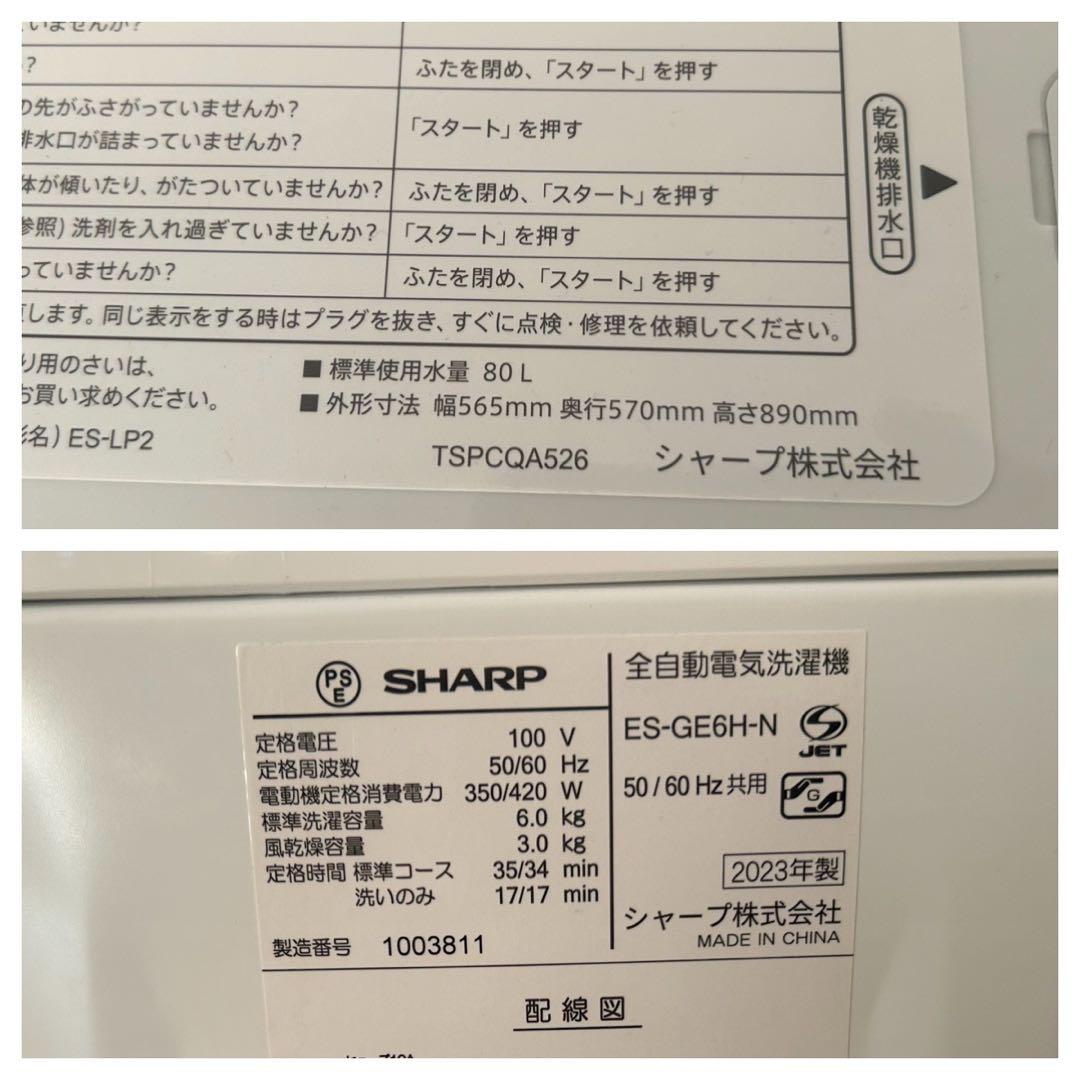 いませんか?
? ふたを閉め、「スタート」を押す
の先がふさがっていませんか?
排水口が詰まっていませんか?
「スタート」を押す
体が傾いたり、がたついていませんか? ふたを閉め、「スタート」を押す
参照) 洗剤を入れ過ぎていませんか? 「スタート」を押す
っていませんか? ふたを閉め、「スタート」を押す
します。同じ表示をする時はプラグを抜き、すぐに点検・修理を依頼してください。
り用のさいは、
お買い求めください。
形名) ES-LP2
■ 標準使用水量 80 L
■ 外形寸法 幅565mm 奥行570mm 高さ890mm
TSPCQA526 シャープ株式会社
乾燥機排水口 ▶
PSE SHARP
定格電圧 100 V
定格周波数 50/60 Hz
電動機定格消費電力 350/420 W
標準洗濯容量 6.0 kg
風乾燥容量 3.0 kg
定格時間 標準コース 35/34 min
洗いのみ 17/17 min
製造番号 1003811
全自動電気洗濯機
ES-GE6H-N
JET
50/60 Hz 共用
G
2023年製
シャープ株式会社
MADE IN CHINA
配線図